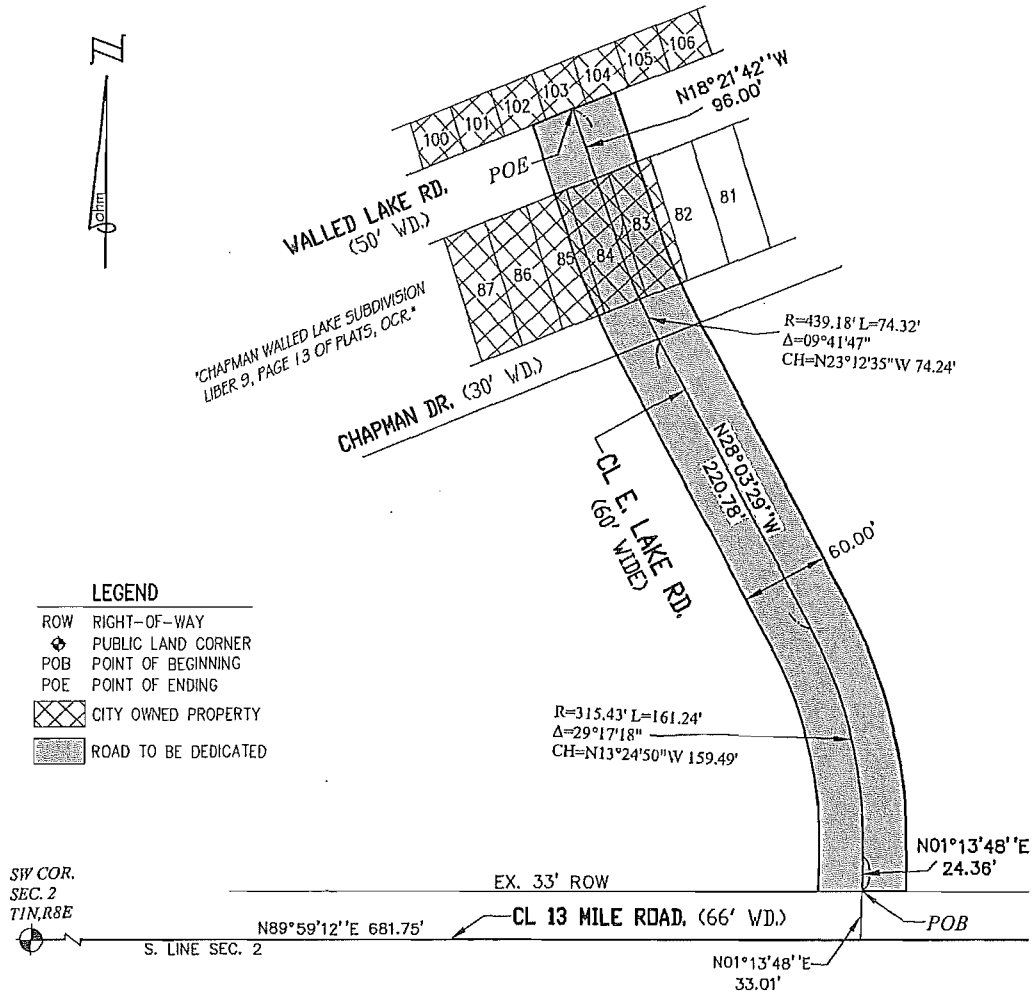 Z
ohm
106
105
104
103
102
101
100
N18°21'42''W
96.00'
POE
WALLED LAKE RD.
(50' WD.)
81
82
83
84
85
86
87
"CHAPMAN WALLED LAKE SUBDIVISION
LIBER 9, PAGE 13 OF PLATS, OCR."
R=439.18' L=74.32'
Δ=09°41'47"
CH=N23°12'35"W 74.24'
CHAPMAN DR. (30' WD.)
N28°03'29''W
220.78'
CL E. LAKE RD.
(60' WIDE)
60.00'
LEGEND
ROW RIGHT-OF-WAY
PUBLIC LAND CORNER
POB POINT OF BEGINNING
POE POINT OF ENDING
CITY OWNED PROPERTY
ROAD TO BE DEDICATED
R=315.43' L=161.24'
Δ=29°17'18"
CH=N13°24'50"W 159.49'
N01°13'48''E
24.36'
SW COR.
SEC. 2
T1N,R8E
EX. 33' ROW
N89°59'12''E 681.75'
CL 13 MILE ROAD, (66' WD.)
POB
S. LINE SEC. 2
N01°13'48''E
33.01'